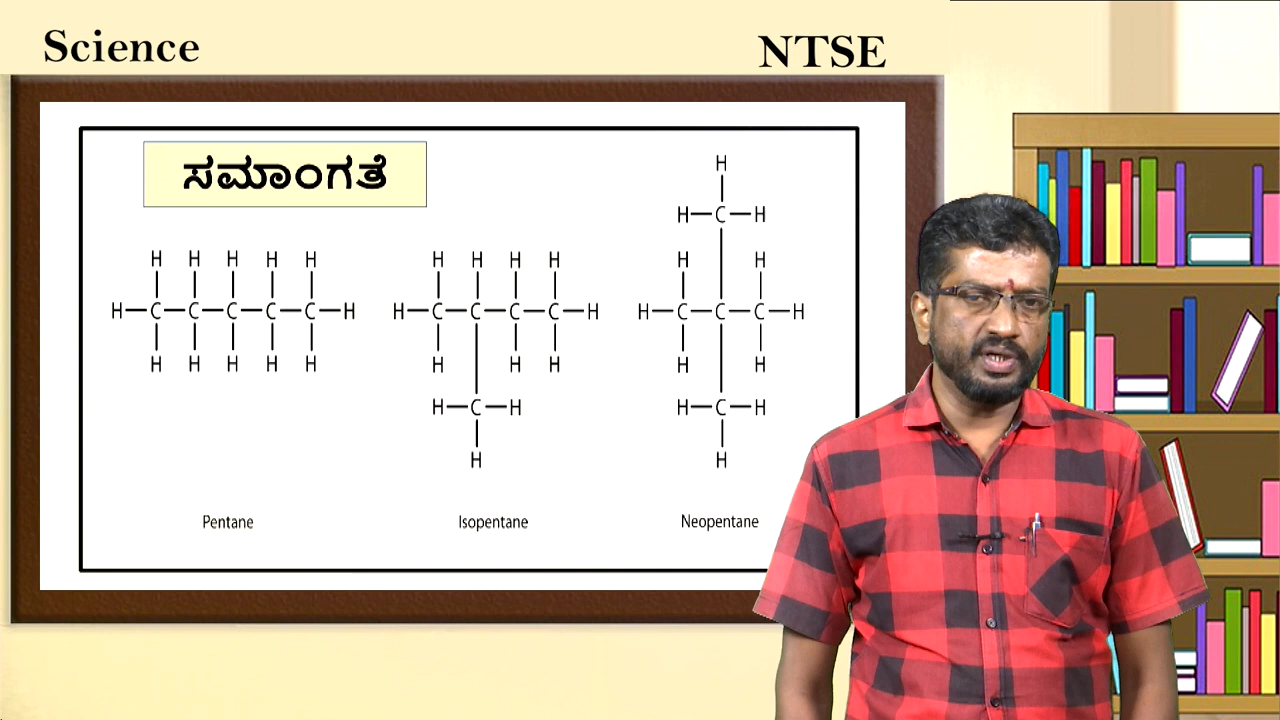 Science
NTSE
ಸಮಾಂಗತೆ
H
H—C—H
H H H H H
H H H H
H H
H—C—C—C—C—C—H
H—C—C—C—C—H
H—C—C—C—H
H H H H H
H H H
H H
H—C—H
H—C—H
H
H
Pentane
Isopentane
Neopentane